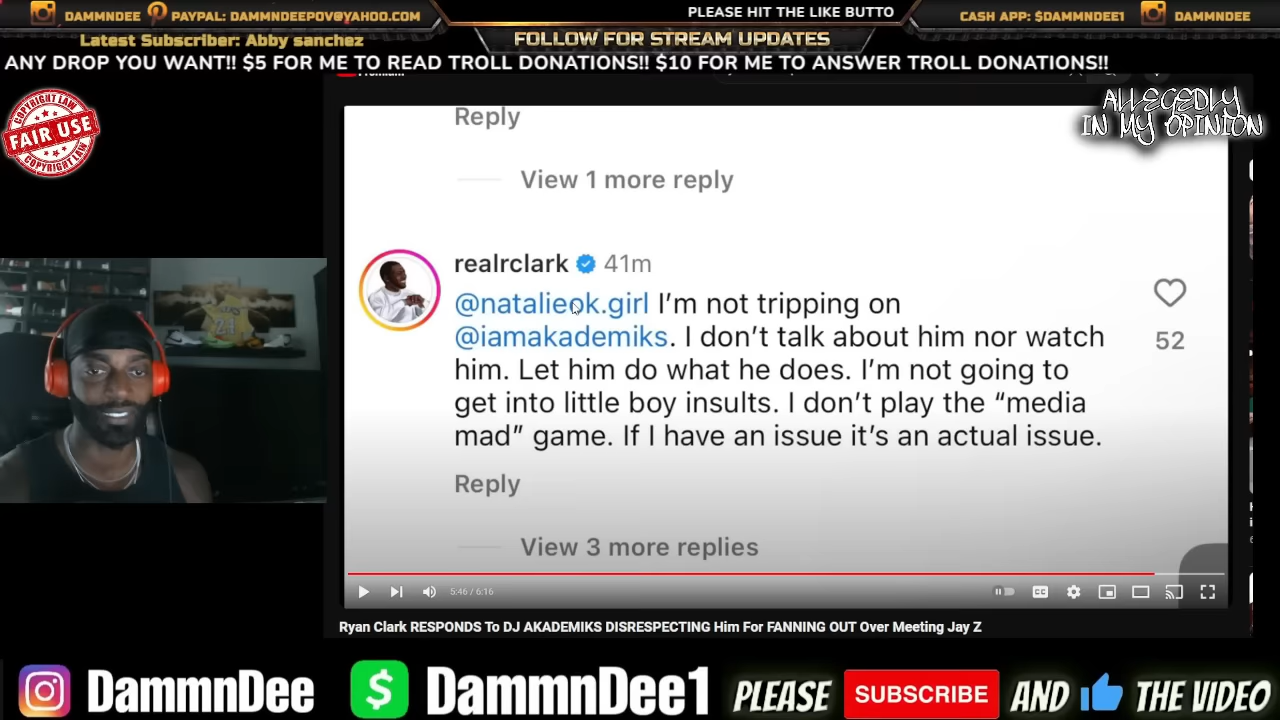 DAMMNDEE
PAYPAL: DAMMNDEEPOV@YAHOO.COM
PLEASE HIT THE LIKE BUTTO
CASH APP: $DAMMNDEE1
DAMMNDEE
Latest Subscriber: Abby sanchez
FOLLOW FOR STREAM UPDATES
ANY DROP YOU WANT!! $5 FOR ME TO READ TROLL DONATIONS!! $10 FOR ME TO ANSWER TROLL DONATIONS!!
COPYRIGHT LAW
FAIR USE
COPYRIGHT LAW
ALLEGEDLY
IN MY OPINION
Reply
View 1 more reply
realrclark 41m
@natalieok.girl I’m not tripping on
@iamakademiks. I don’t talk about him nor watch
him. Let him do what he does. I’m not going to
get into little boy insults. I don’t play the “media
mad” game. If I have an issue it’s an actual issue.
52
Reply
View 3 more replies
5:46 / 6:16
CC
Ryan Clark RESPONDS To DJ AKADEMIKS DISRESPECTING Him For FANNING OUT Over Meeting Jay Z
DammnDee
$
DammnDee1
PLEASE SUBSCRIBE AND THE VIDEO